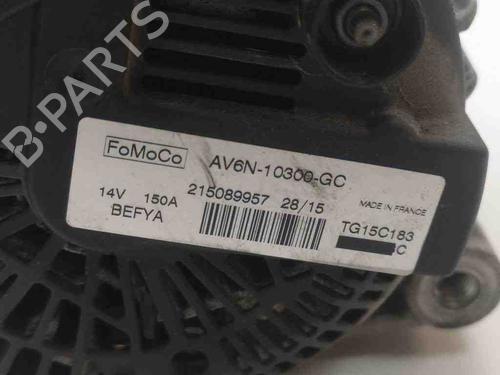 B-PARTS
FoMoCo AV6N-10300-GC
14V 150A 215089957 28/15 MADE IN FRANCE
BEFYA TG15C183
C